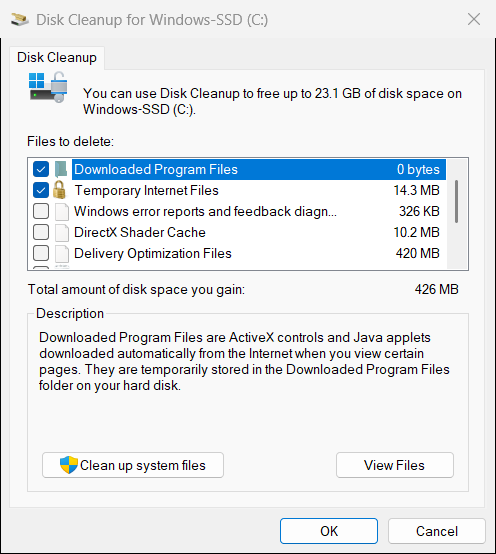 Disk Cleanup for Windows-SSD (C:)
Disk Cleanup
You can use Disk Cleanup to free up to 23.1 GB of disk space on
Windows-SSD (C:).
Files to delete:
Downloaded Program Files 0 bytes
Temporary Internet Files 14.3 MB
Windows error reports and feedback diagn... 326 KB
DirectX Shader Cache 10.2 MB
Delivery Optimization Files 420 MB
Total amount of disk space you gain: 426 MB
Description
Downloaded Program Files are ActiveX controls and Java applets
downloaded automatically from the Internet when you view certain
pages. They are temporarily stored in the Downloaded Program Files
folder on your hard disk.
Clean up system files
View Files
OK
Cancel